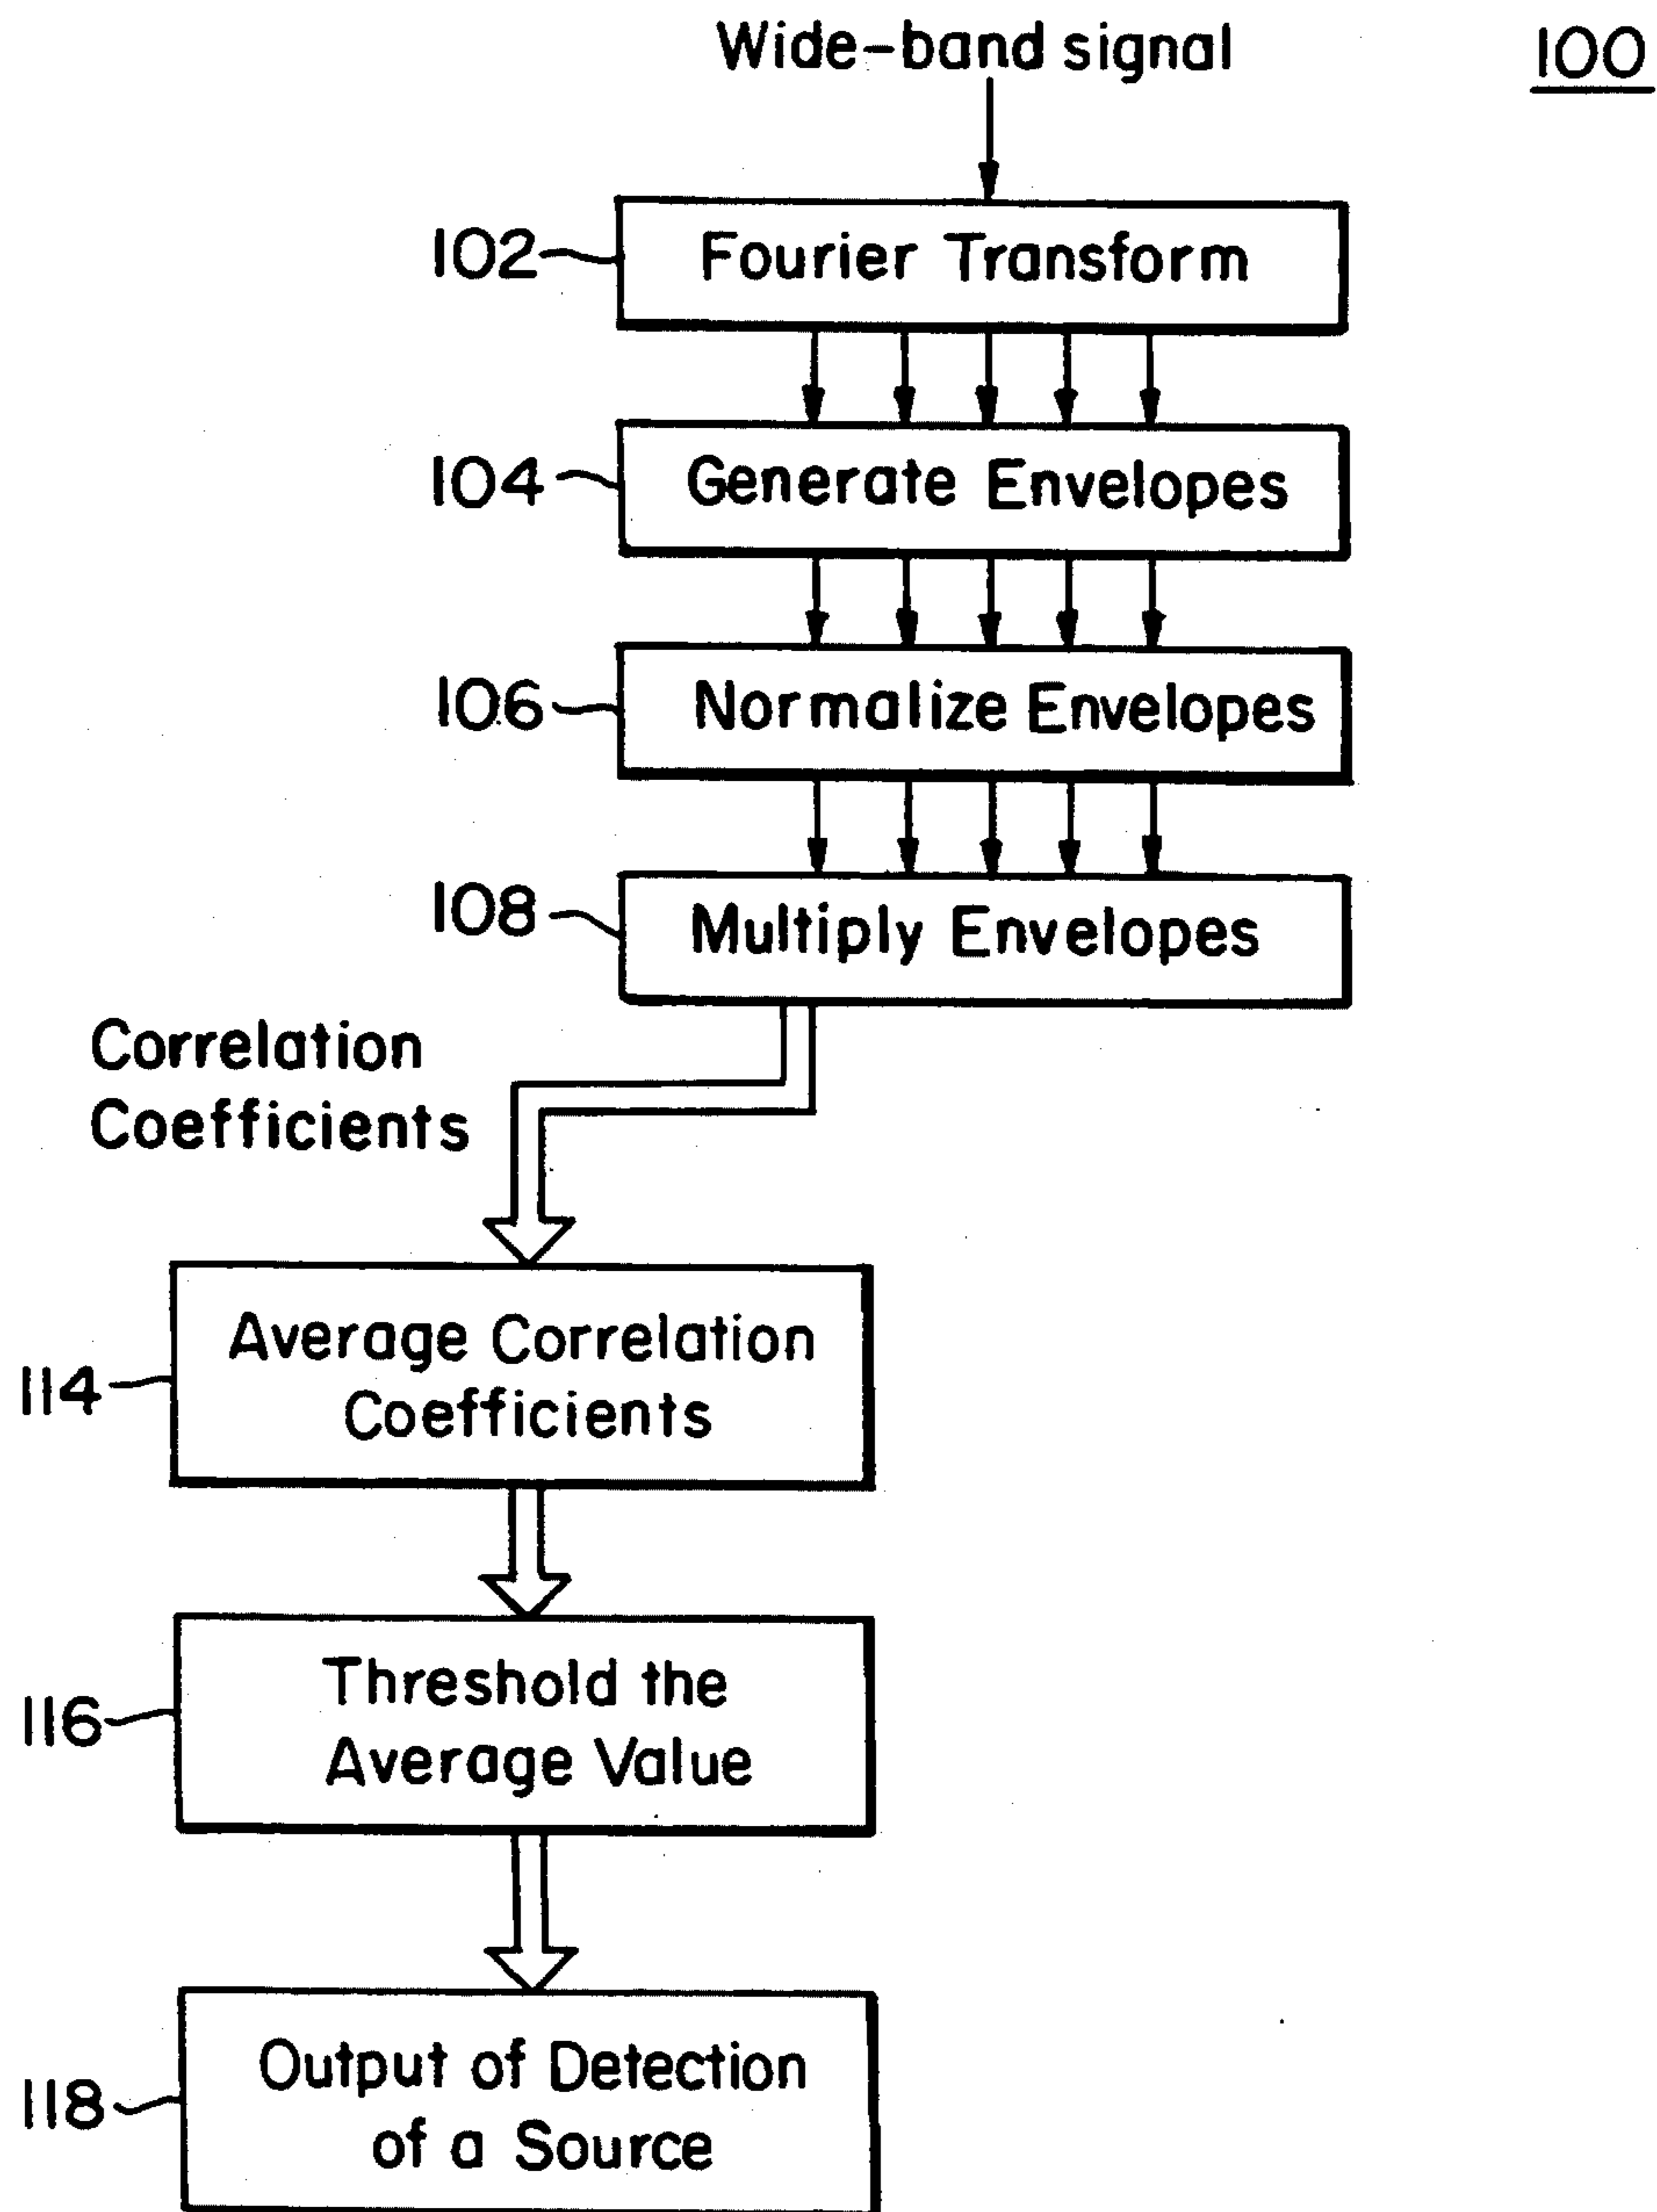 Wide-band signal
100
102
Fourier Transform
104
Generate Envelopes
106
Normalize Envelopes
108
Multiply Envelopes
Correlation
Coefficients
114
Average Correlation
Coefficients
116
Threshold the
Average Value
118
Output of Detection
of a Source